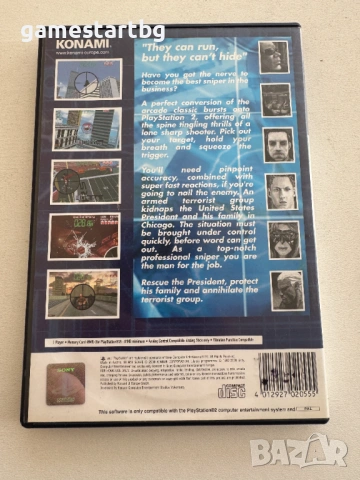 gamestartbg
KONAMI
www.konami-europe.com
"They can run,
but they can't hide"
Have you got the nerve to
become the best sniper in the
business?
A perfect conversion of the
arcade classic bursts onto
PlayStation 2, offering all
the spine tingling thrills of a
lone sharp shooter. Pick out
your target, hold your
breath and squeeze the
trigger.
You'll need pinpoint
accuracy, combined with
super fast reactions, if you're
going to nail the enemy. An
armed terrorist group
kidnaps the United States
President and his family in
Chicago. The situation must
be brought under control
quickly, before word can get
out. As a top-notch
professional sniper you are
the man for the job.
Rescue the President, protect
his family and annihilate the
terrorist group.
SONY
This software is only compatible with the PlayStation®2 computer entertainment system
4 012927 020555
bazar